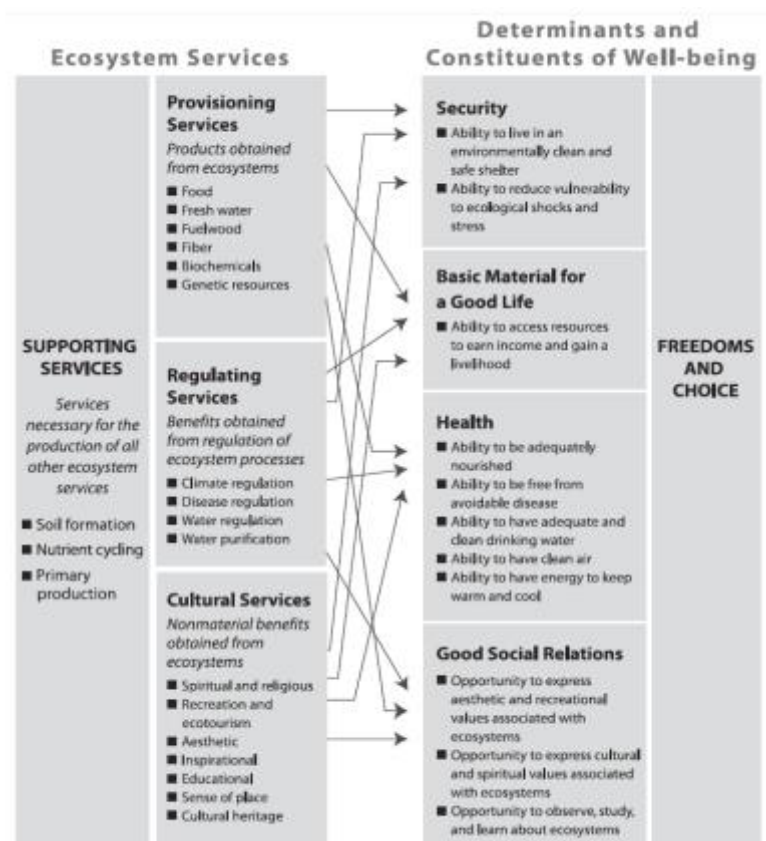 Ecosystem Services
Determinants and
Constituents of Well-being
SUPPORTING
SERVICES
Services
necessary for the
production of all
other ecosystem
services
■ Soil formation
■ Nutrient cycling
■ Primary
production
Provisioning
Services
Products obtained
from ecosystems
■ Food
■ Fresh water
■ Fuelwood
■ Fiber
■ Biochemicals
■ Genetic resources
Regulating
Services
Benefits obtained
from regulation of
ecosystem processes
■ Climate regulation
■ Disease regulation
■ Water regulation
■ Water purification
Cultural Services
Nonmaterial benefits
obtained from
ecosystems
■ Spiritual and religious
■ Recreation and
ecotourism
■ Aesthetic
■ Inspirational
■ Educational
■ Sense of place
■ Cultural heritage
Security
■ Ability to live in an
environmentally clean and
safe shelter
■ Ability to reduce vulnerability
to ecological shocks and
stress
Basic Material for
a Good Life
■ Ability to access resources
to earn income and gain a
livelihood
Health
■ Ability to be adequately
nourished
■ Ability to be free from
avoidable disease
■ Ability to have adequate and
clean drinking water
■ Ability to have clean air
■ Ability to have energy to keep
warm and cool
Good Social Relations
■ Opportunity to express
aesthetic and recreational
values associated with
ecosystems
■ Opportunity to express cultural
and spiritual values associated
with ecosystems
■ Opportunity to observe, study,
and learn about ecosystems
FREEDOMS
AND
CHOICE